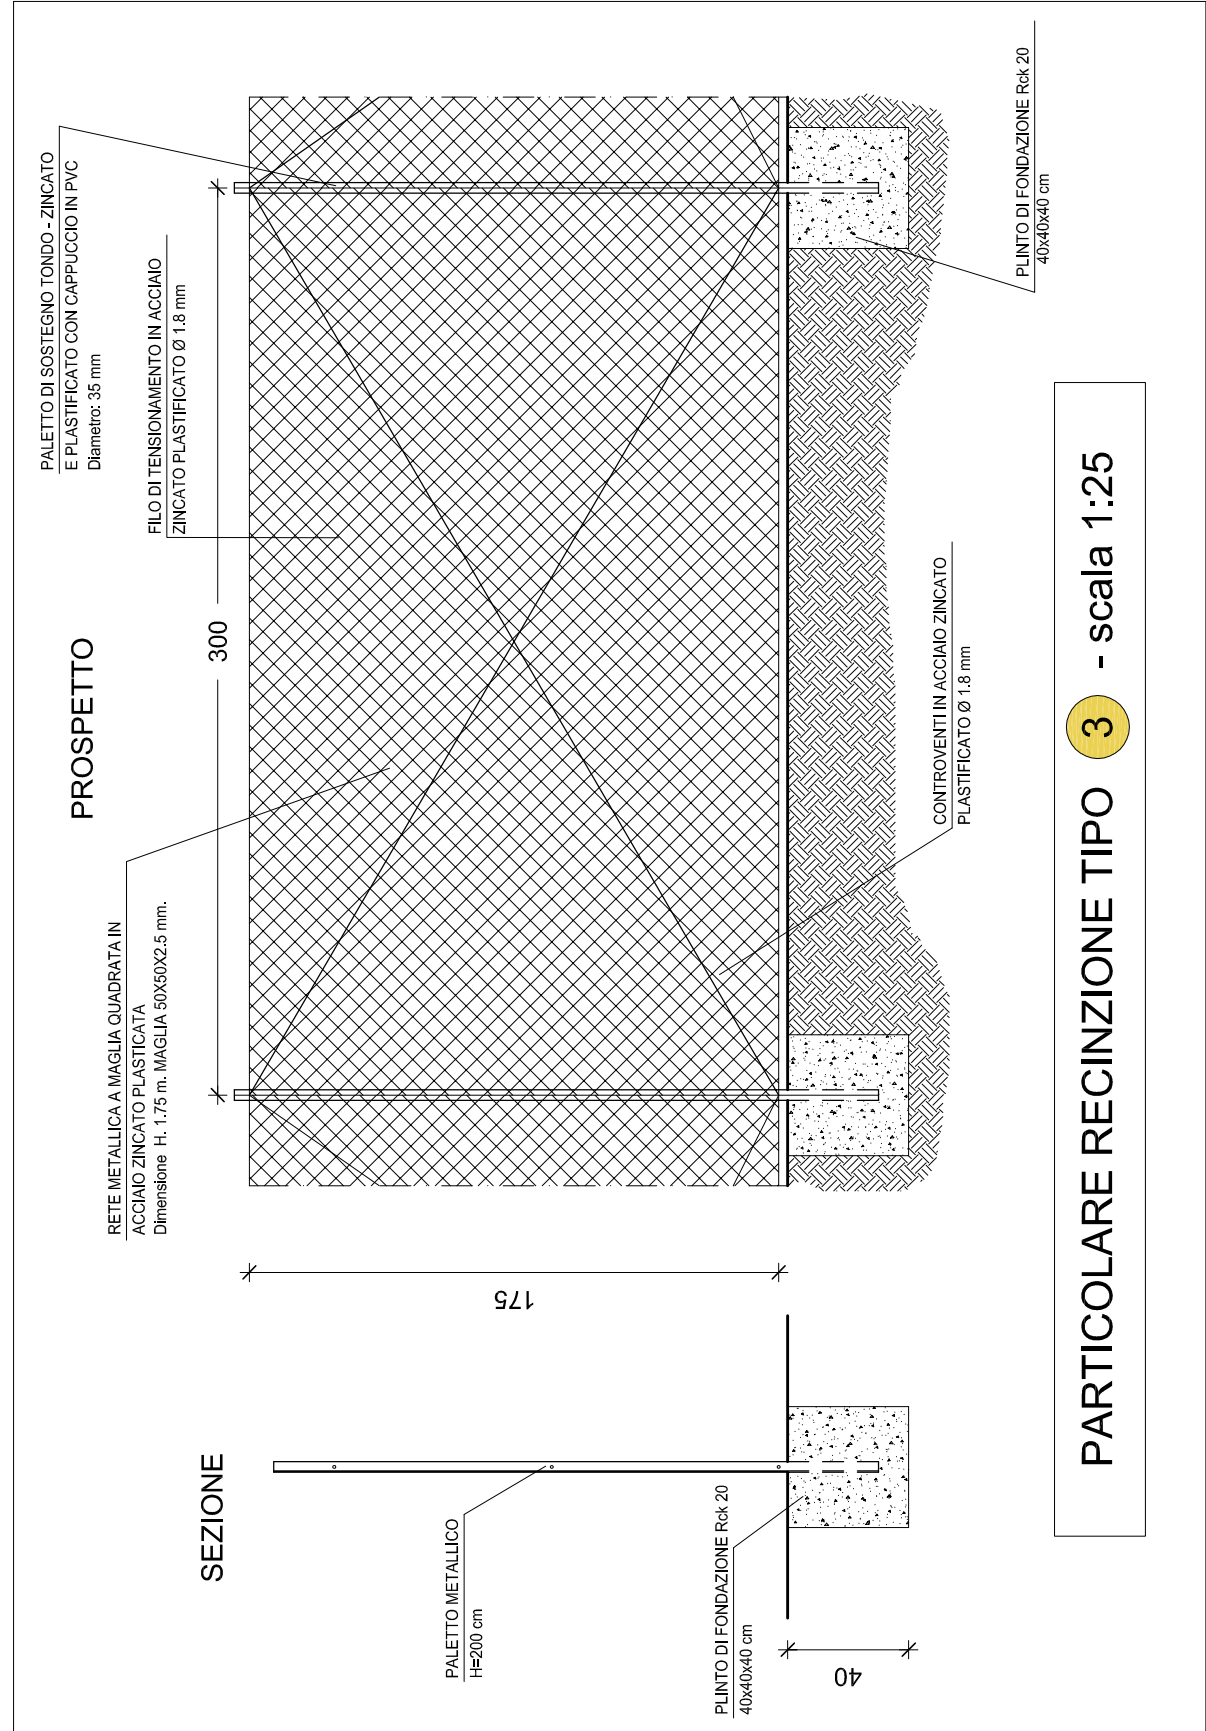 PROSPETTO
PALETTO DI SOSTEGNO TONDO - ZINCATO
E PLASTIFICATO CON CAPPUCCIO IN PVC
Diametro: 35 mm
RETE METALLICA A MAGLIA QUADRATA IN
ACCIAIO ZINCATO PLASTICATA
Dimensione H. 1.75 m. MAGLIA 50X50X2.5 mm.
FILO DI TENSIONAMENTO IN ACCIAIO
ZINCATO PLASTIFICATO Ø 1.8 mm
300
SEZIONE
175
PALETTO METALLICO
H=200 cm
PLINTO DI FONDAZIONE Rck 20
40x40x40 cm
40
CONTROVENTI IN ACCIAIO ZINCATO
PLASTIFICATO Ø 1.8 mm
PLINTO DI FONDAZIONE Rck 20
40x40x40 cm
PARTICOLARE RECINZIONE TIPO 3 - scala 1:25